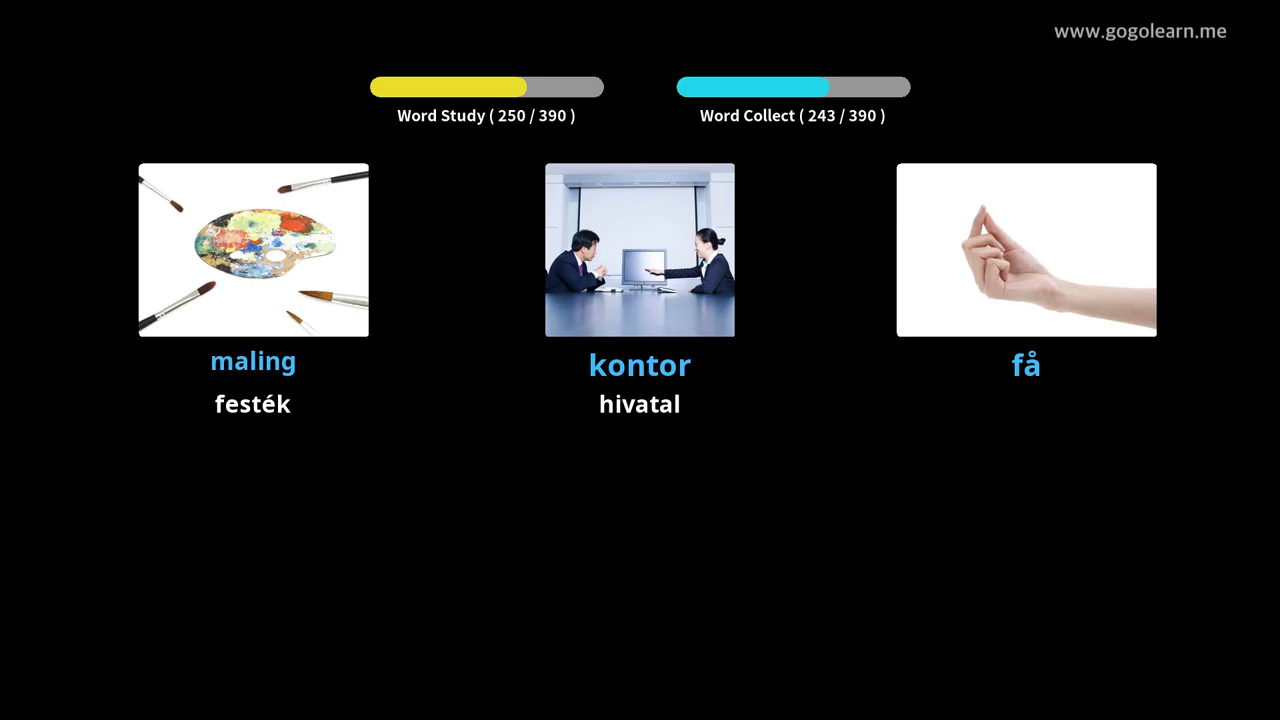 www.gogolearn.me
Word Study ( 250 / 390 )
Word Collect ( 243 / 390 )
maling
kontor
få
festék
hivatal